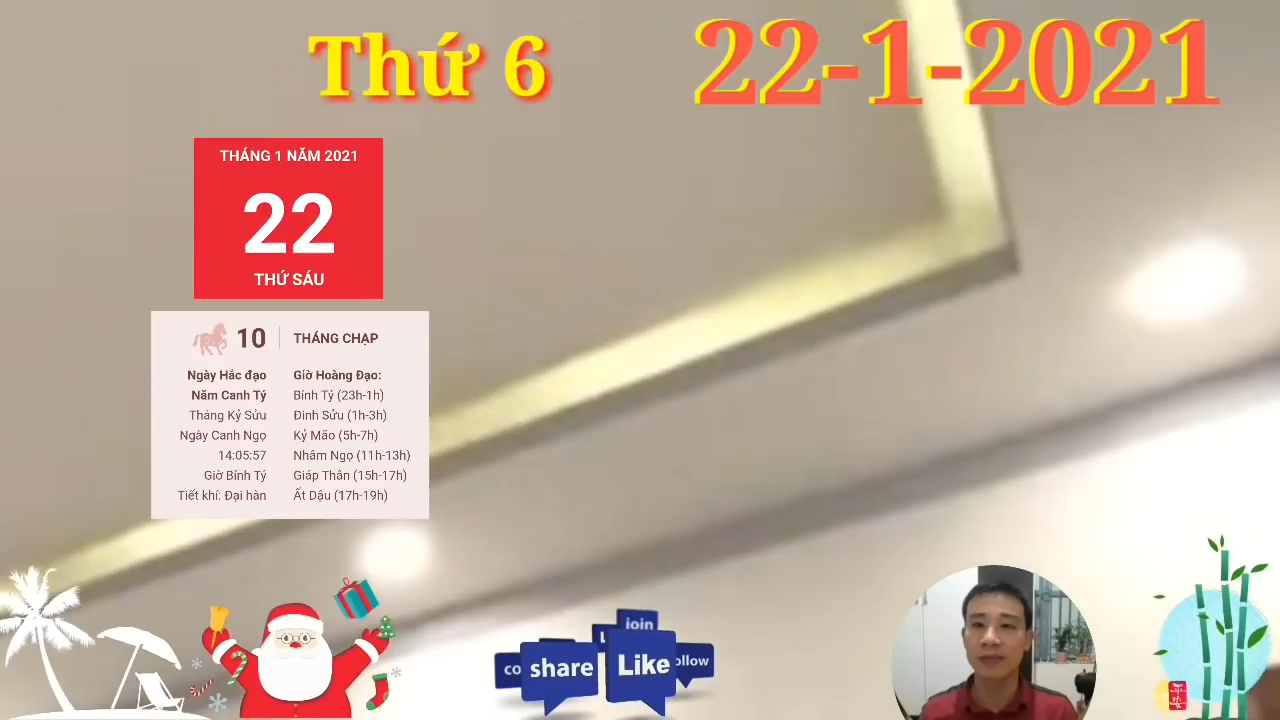 Thứ 6
22-1-2021
THÁNG 1 NĂM 2021
22
THỨ SÁU
10
THÁNG CHẠP
Ngày Hắc đạo
Năm Canh Tý
Tháng Kỷ Sửu
Ngày Canh Ngọ
14:05:57
Giờ Bính Tý
Tiết khí: Đại hàn
Giờ Hoàng Đạo:
Bính Tý (23h-1h)
Đinh Sửu (1h-3h)
Kỷ Mão (5h-7h)
Nhâm Ngọ (11h-13h)
Giáp Thân (15h-17h)
Ất Dậu (17h-19h)
join
co
share
Like
ollow